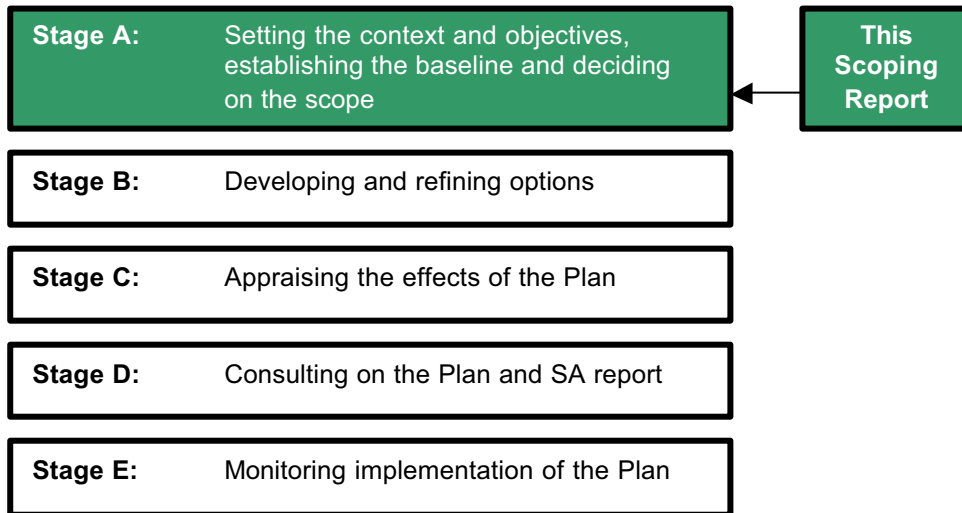 Stage A: Setting the context and objectives,
establishing the baseline and deciding
on the scope
This
Scoping
Report
Stage B: Developing and refining options
Stage C: Appraising the effects of the Plan
Stage D: Consulting on the Plan and SA report
Stage E: Monitoring implementation of the Plan